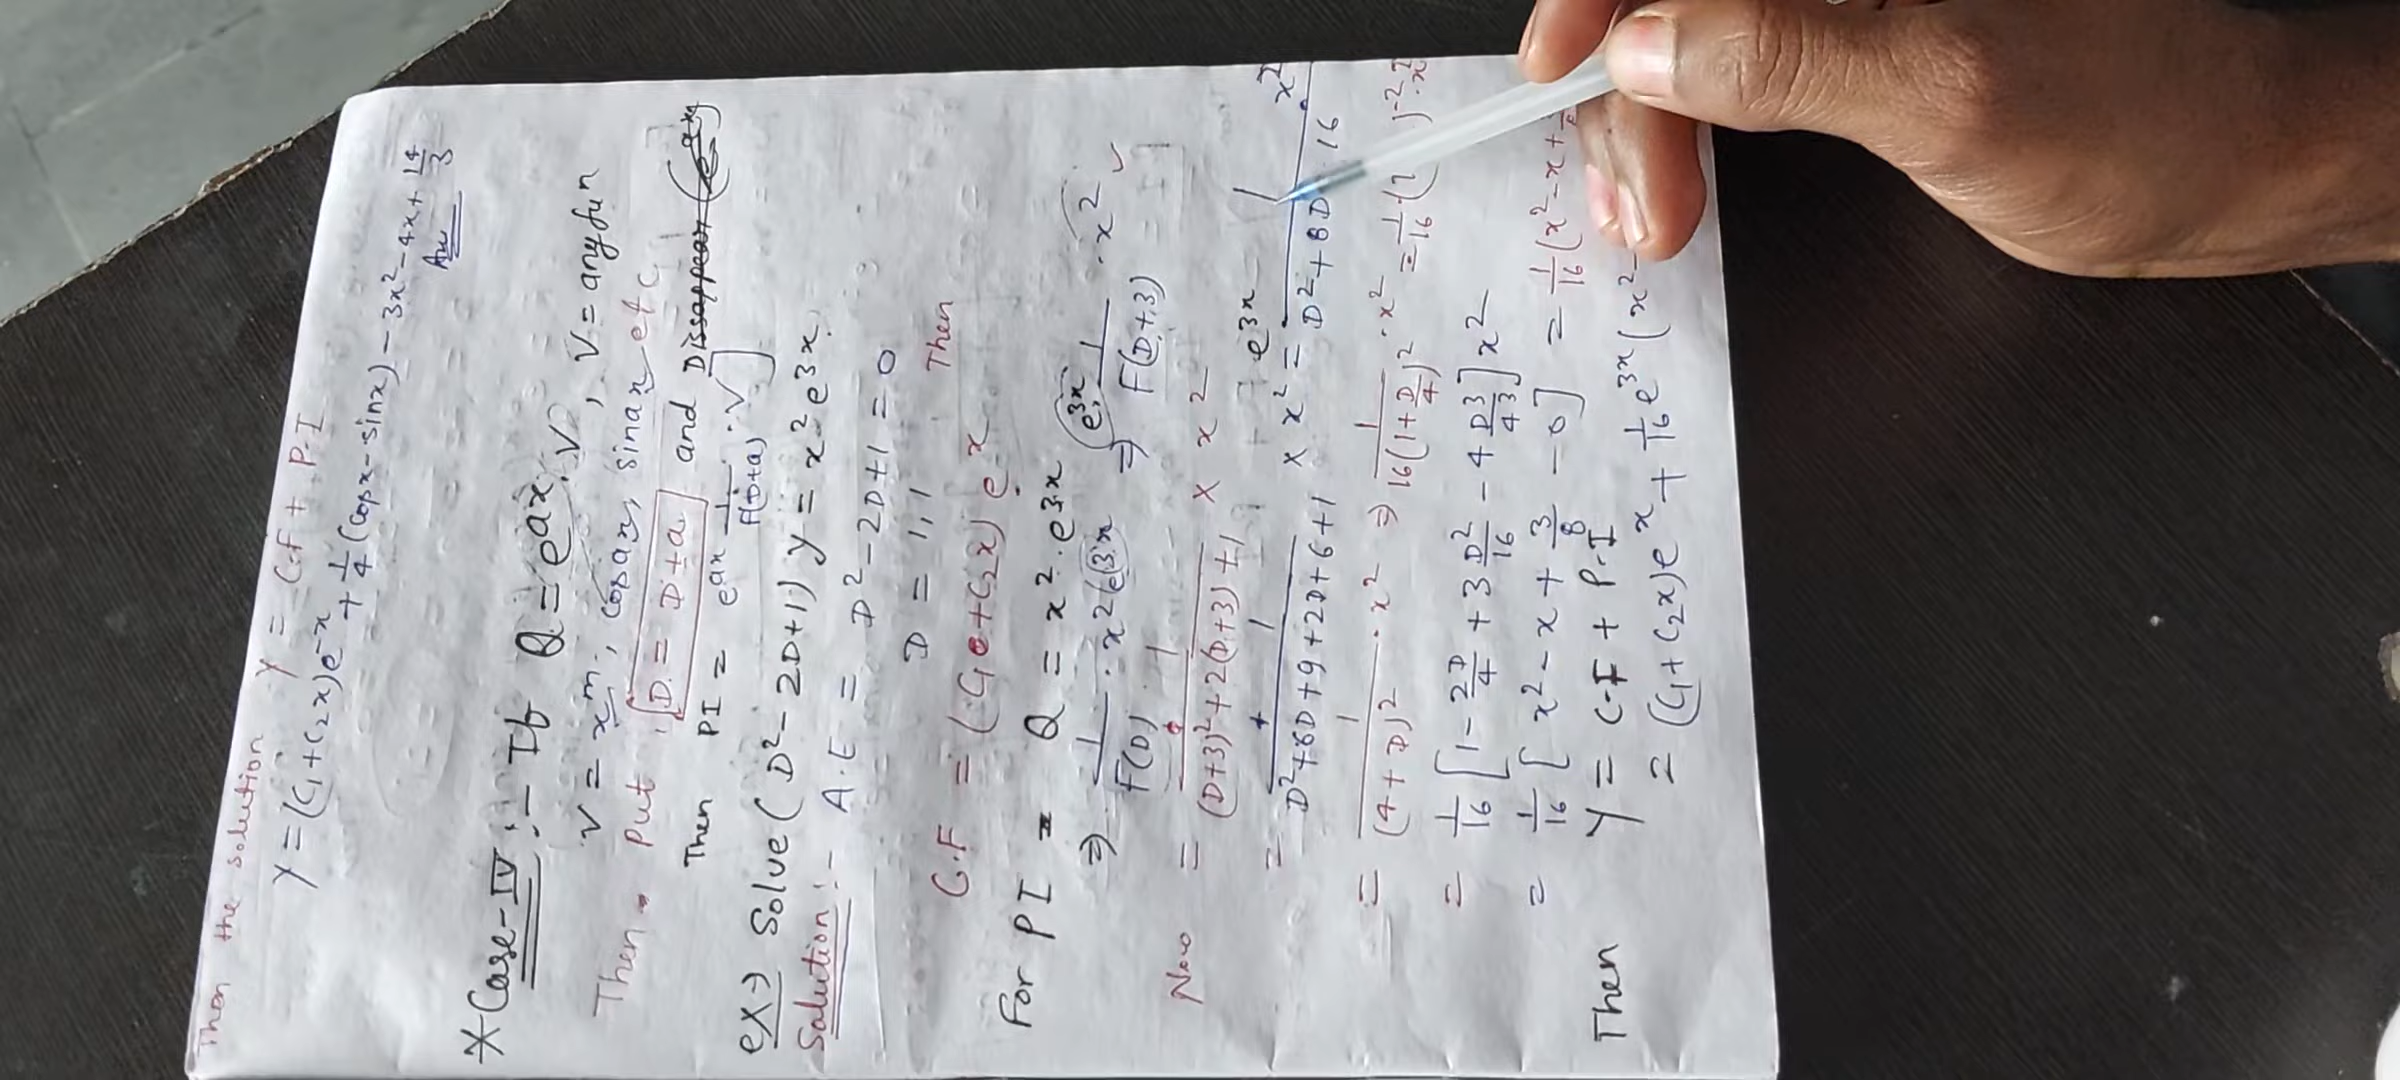 Then the solution Y = C.F + P.I
Y = (C1 + C2x)e^-x + 1/4 (cosx - sinx) - 3x² - 4x + 14/3
Ans
* Case-IV :- If Q = e^ax V
V = x^m, cosax, sinax etc , V = any fun
Then Put [D = D + a] and
Then PI = e^ax 1/F(D+a) . V
ex) Solve (D² - 2D + 1) y = x² e^3x
Solution :- A.E = D² - 2D + 1 = 0
D = 1, 1 Then
C.F = (C1 + C2x) e^x
For PI = Q = x² . e^3x
⇒ 1/F(D) . x² (e^3x) ⇒ e^3x 1/F(D+3) . x²
Now = 1/((D+3)² + 2(D+3) + 1) × x²
= 1/(D² + 6D + 9 + 2D + 6 + 1) × x² = e^3x 1/(D² + 8D 16 x²
= 1/(4 + D)² . x² ⇒ 1/16(1 + D/4)² . x² = 1/16 (1 )^-2 . x²
= 1/16 [1 - 2D/4 + 3 D²/16 - 4 D³/4³] x²
= 1/16 [x² - x + 3/8 - 0] = 1/16 (x² - x +
Then Y = C.F + P.I
= (C1 + C2x)e^x + 1/16 e^3x (x² -